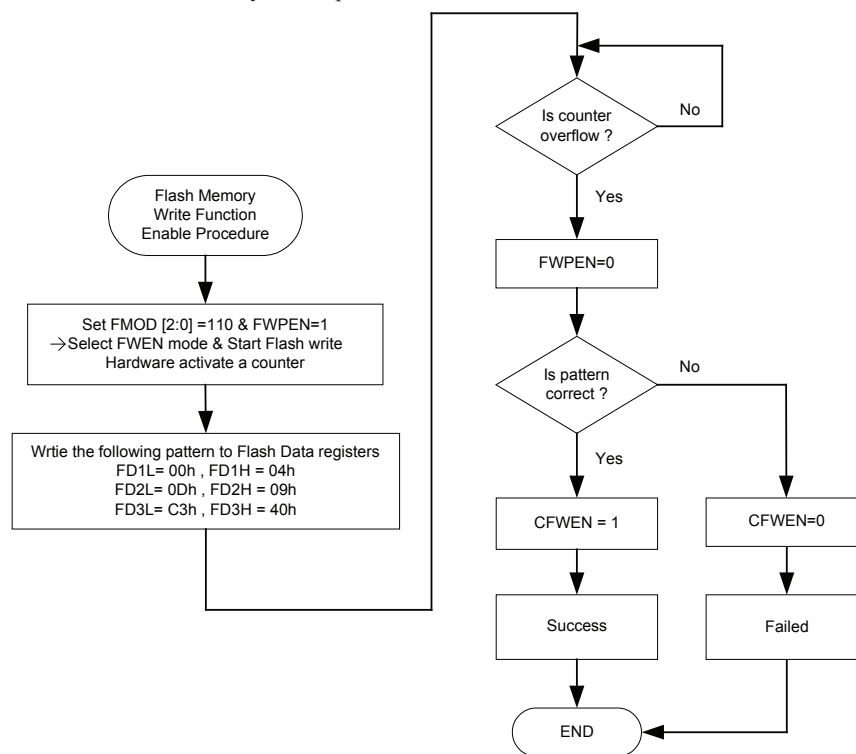 Flash Memory
Write Function
Enable Procedure
Set FMOD [2:0] =110 & FWPEN=1
→Select FWEN mode & Start Flash write
Hardware activate a counter
Wrtie the following pattern to Flash Data registers
FD1L= 00h , FD1H = 04h
FD2L= 0Dh , FD2H = 09h
FD3L= C3h , FD3H = 40h
Is counter
overflow ?
No
Yes
FWPEN=0
Is pattern
correct ?
No
Yes
CFWEN = 1
CFWEN=0
Success
Failed
END